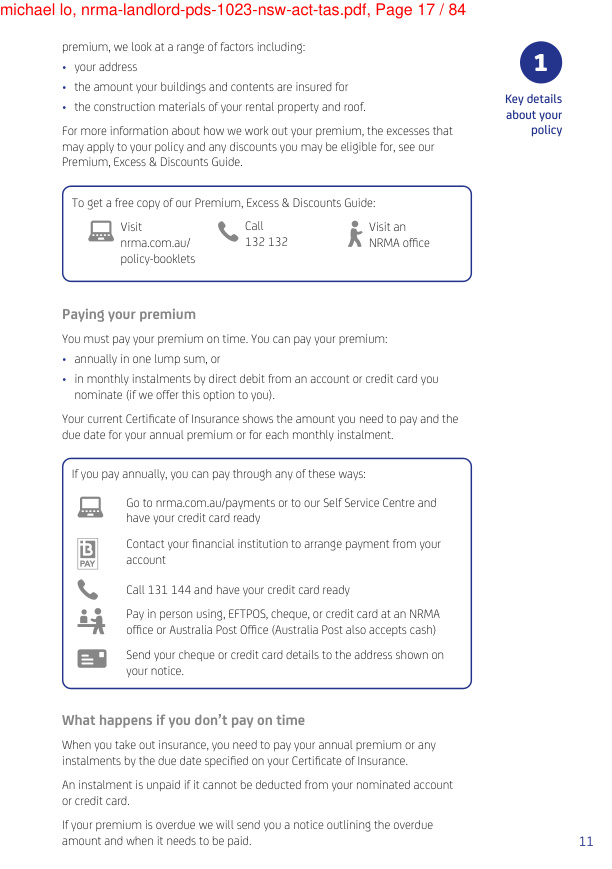 michael lo, nrma-landlord-pds-1023-nsw-act-tas.pdf, Page 17 / 84
premium, we look at a range of factors including:
• your address
• the amount your buildings and contents are insured for
• the construction materials of your rental property and roof.
For more information about how we work out your premium, the excesses that
may apply to your policy and any discounts you may be eligible for, see our
Premium, Excess & Discounts Guide.
1
Key details
about your
policy
To get a free copy of our Premium, Excess & Discounts Guide:
Visit
nrma.com.au/
policy-booklets
Call
132 132
Visit an
NRMA office
Paying your premium
You must pay your premium on time. You can pay your premium:
• annually in one lump sum, or
• in monthly instalments by direct debit from an account or credit card you
nominate (if we offer this option to you).
Your current Certificate of Insurance shows the amount you need to pay and the
due date for your annual premium or for each monthly instalment.
If you pay annually, you can pay through any of these ways:
Go to nrma.com.au/payments or to our Self Service Centre and
have your credit card ready
B
PAY
Contact your financial institution to arrange payment from your
account
Call 131 144 and have your credit card ready
Pay in person using, EFTPOS, cheque, or credit card at an NRMA
office or Australia Post Office (Australia Post also accepts cash)
Send your cheque or credit card details to the address shown on
your notice.
What happens if you don't pay on time
When you take out insurance, you need to pay your annual premium or any
instalments by the due date specified on your Certificate of Insurance.
An instalment is unpaid if it cannot be deducted from your nominated account
or credit card.
If your premium is overdue we will send you a notice outlining the overdue
amount and when it needs to be paid.
11